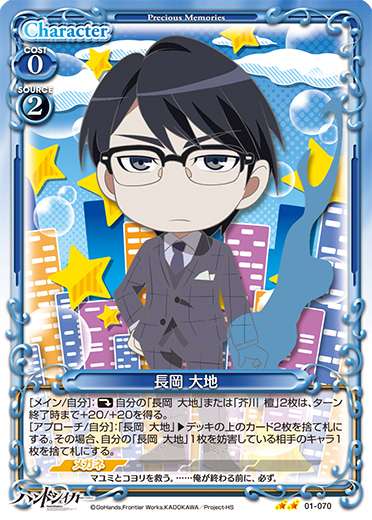 Precious Memories
Character
COST
0
SOURCE
2
長岡 大地
[メイン/自分]:自分の「長岡 大地」または「芥川 檀」2枚は、ターン
終了時まで+20/+20を得る。
[アプローチ/自分]:「長岡 大地」▶デッキの上のカード2枚を捨て札に
する。その場合、自分の「長岡 大地」1枚を妨害している相手のキャラ1
枚を捨て札にする。
メガネ
マユミとコヨリを救う。……俺が終わる前に、必ず。
ハンドシェイカー
01-070
©GoHands,Frontier Works,KADOKAWA／Project-HS